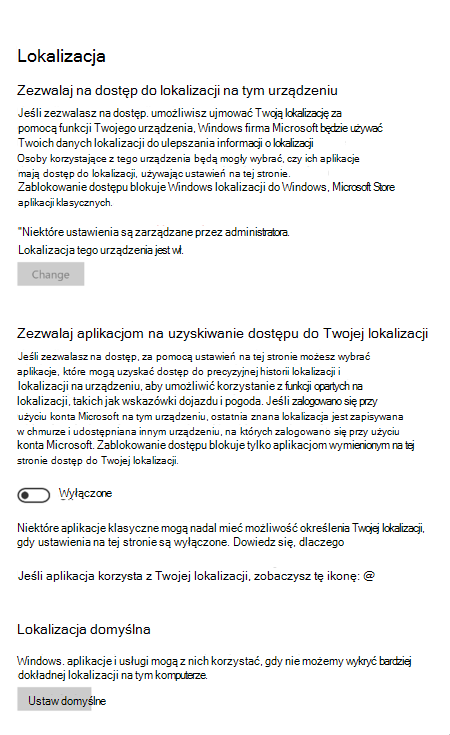 Lokalizacja
Zezwalaj na dostęp do lokalizacji na tym urządzeniu
Jeśli zezwalasz na dostęp. umożliwisz ujmować Twoją lokalizację za
pomocą funkcji Twojego urządzenia, Windows firma Microsoft będzie używać
Twoich danych lokalizacji do ulepszania informacji o lokalizacji
Osoby korzystające z tego urządzenia będą mogły wybrać, czy ich aplikacje
mają dostęp do lokalizacji, używając ustawień na tej stronie.
Zablokowanie dostępu blokuje Windows lokalizacji do Windows, Microsoft Store
aplikacji klasycznych.
"Niektóre ustawienia są zarządzane przez administratora.
Lokalizacja tego urządzenia jest wł.
Change
Zezwalaj aplikacjom na uzyskiwanie dostępu do Twojej lokalizacji
Jeśli zezwalasz na dostęp, za pomocą ustawień na tej stronie możesz wybrać
aplikacje, które mogą uzyskać dostęp do precyzyjnej historii lokalizacji i
lokalizacji na urządzeniu, aby umożliwić korzystanie z funkcji opartych na
lokalizacji, takich jak wskazówki dojazdu i pogoda. Jeśli zalogowano się przy
użyciu konta Microsoft na tym urządzeniu, ostatnia znana lokalizacja jest zapisywana
w chmurze i udostępniana innym urządzeniu, na których zalogowano się przy użyciu
konta Microsoft. Zablokowanie dostępu blokuje tylko aplikacjom wymienionym na tej
stronie dostęp do Twojej lokalizacji.
Wyłączone
Niektóre aplikacje klasyczne mogą nadal mieć możliwość określenia Twojej lokalizacji,
gdy ustawienia na tej stronie są wyłączone. Dowiedz się, dlaczego
Jeśli aplikacja korzysta z Twojej lokalizacji, zobaczysz tę ikonę: @
Lokalizacja domyślna
Windows. aplikacje i usługi mogą z nich korzystać, gdy nie możemy wykryć bardziej
dokładnej lokalizacji na tym komputerze.
Ustaw domyślne